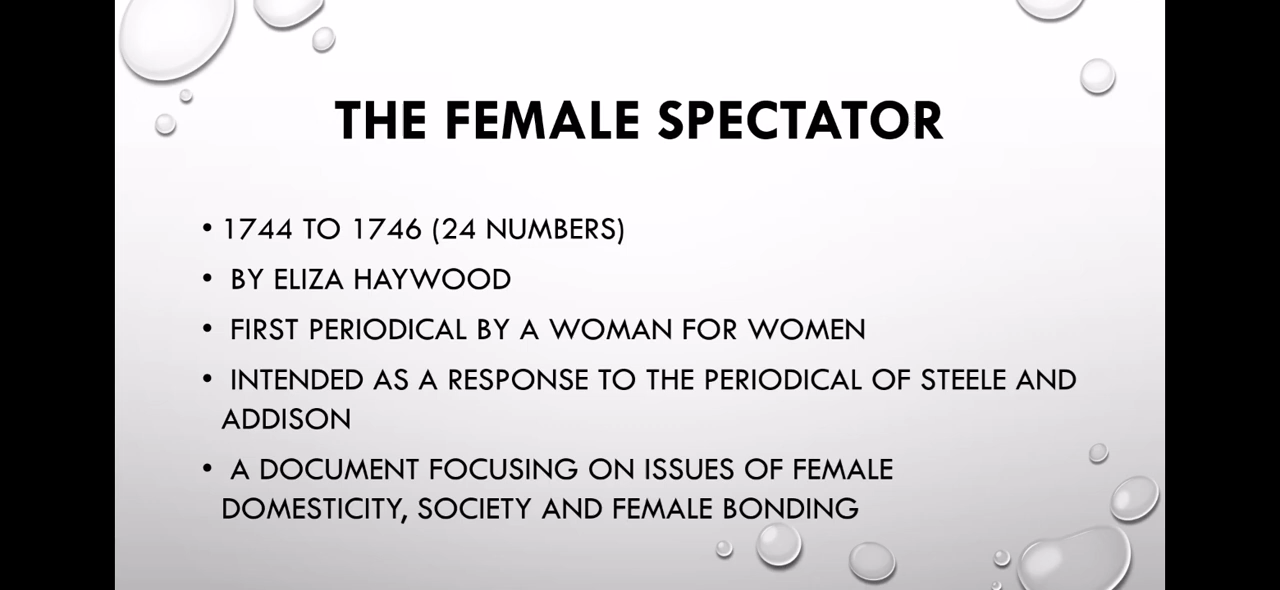 THE FEMALE SPECTATOR
• 1744 TO 1746 (24 NUMBERS)
• BY ELIZA HAYWOOD
• FIRST PERIODICAL BY A WOMAN FOR WOMEN
• INTENDED AS A RESPONSE TO THE PERIODICAL OF STEELE AND
ADDISON
• A DOCUMENT FOCUSING ON ISSUES OF FEMALE
DOMESTICITY, SOCIETY AND FEMALE BONDING